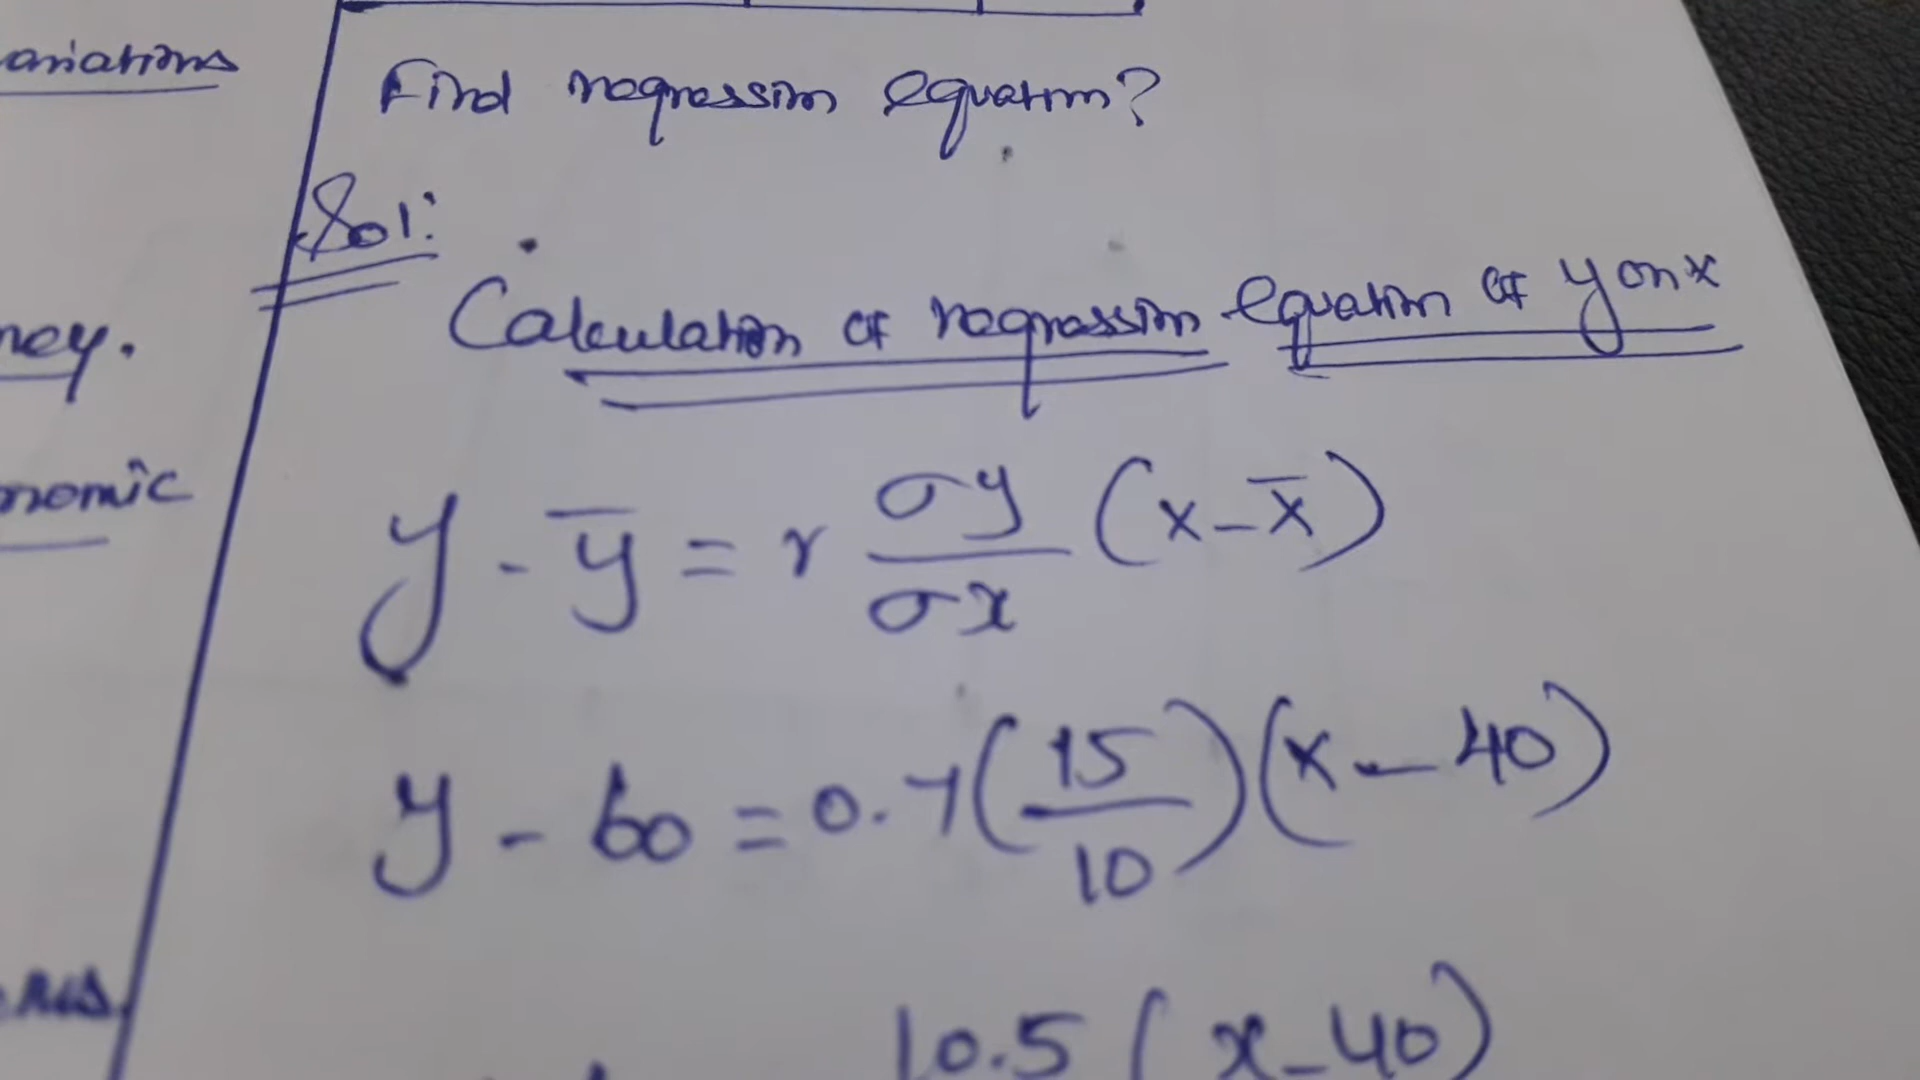 ariations
ney.
nomic
Find regression equation?
Sol:
Calculation of regression equation of y on x
y - ȳ = r σy/σx (x - x̄)
y - 60 = 0.7 (15/10) (x - 40)
10.5 (x - 40)